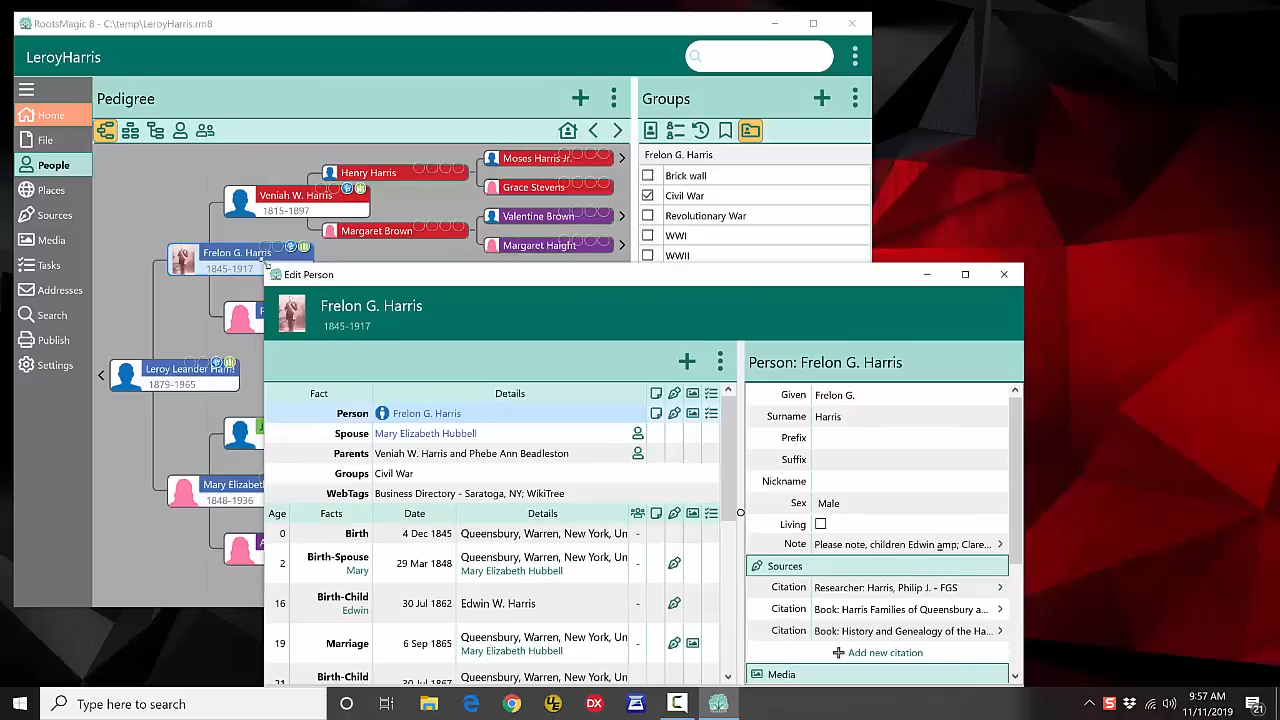 RootsMagic 8 - C:\temp\LeroyHarris.rm8
LeroyHarris
Home
File
People
Places
Sources
Media
Tasks
Addresses
Search
Publish
Settings
Pedigree
Henry Harris
Moses Harris Jr.
Grace Stevens
Veniah W. Harris
1815-1897
Valentine Brown
Margaret Brown
Margaret Haight
Frelon G. Harris
1845-1917
Leroy Leander Harris
1879-1965
Mary Elizabet
1848-1936
Groups
Frelon G. Harris
Brick wall
Civil War
Revolutionary War
WWI
WWII
Edit Person
Frelon G. Harris
1845-1917
Fact Details
Person Frelon G. Harris
Spouse Mary Elizabeth Hubbell
Parents Veniah W. Harris and Phebe Ann Beadleston
Groups Civil War
WebTags Business Directory - Saratoga, NY; WikiTree
Age Facts Date Details
0 Birth 4 Dec 1845 Queensbury, Warren, New York, Un -
2 Birth-Spouse 29 Mar 1848 Queensbury, Warren, New York, Un -
Mary Mary Elizabeth Hubbell
16 Birth-Child 30 Jul 1862 Edwin W. Harris -
Edwin
19 Marriage 6 Sep 1865 Queensbury, Warren, New York, Un -
Mary Elizabeth Hubbell
21 Birth-Child Queensbury, Warren, New York, Un
Person: Frelon G. Harris
Given Frelon G.
Surname Harris
Prefix
Suffix
Nickname
Sex Male
Living
Note Please note, children Edwin amp; Clare...
Sources
Citation Researcher: Harris, Philip J. - FGS
Citation Book: Harris Families of Queensbury a...
Citation Book: History and Genealogy of the Ha...
Add new citation
Media
Type here to search
UE
DX
S
9:57 AM
11/11/2019
21